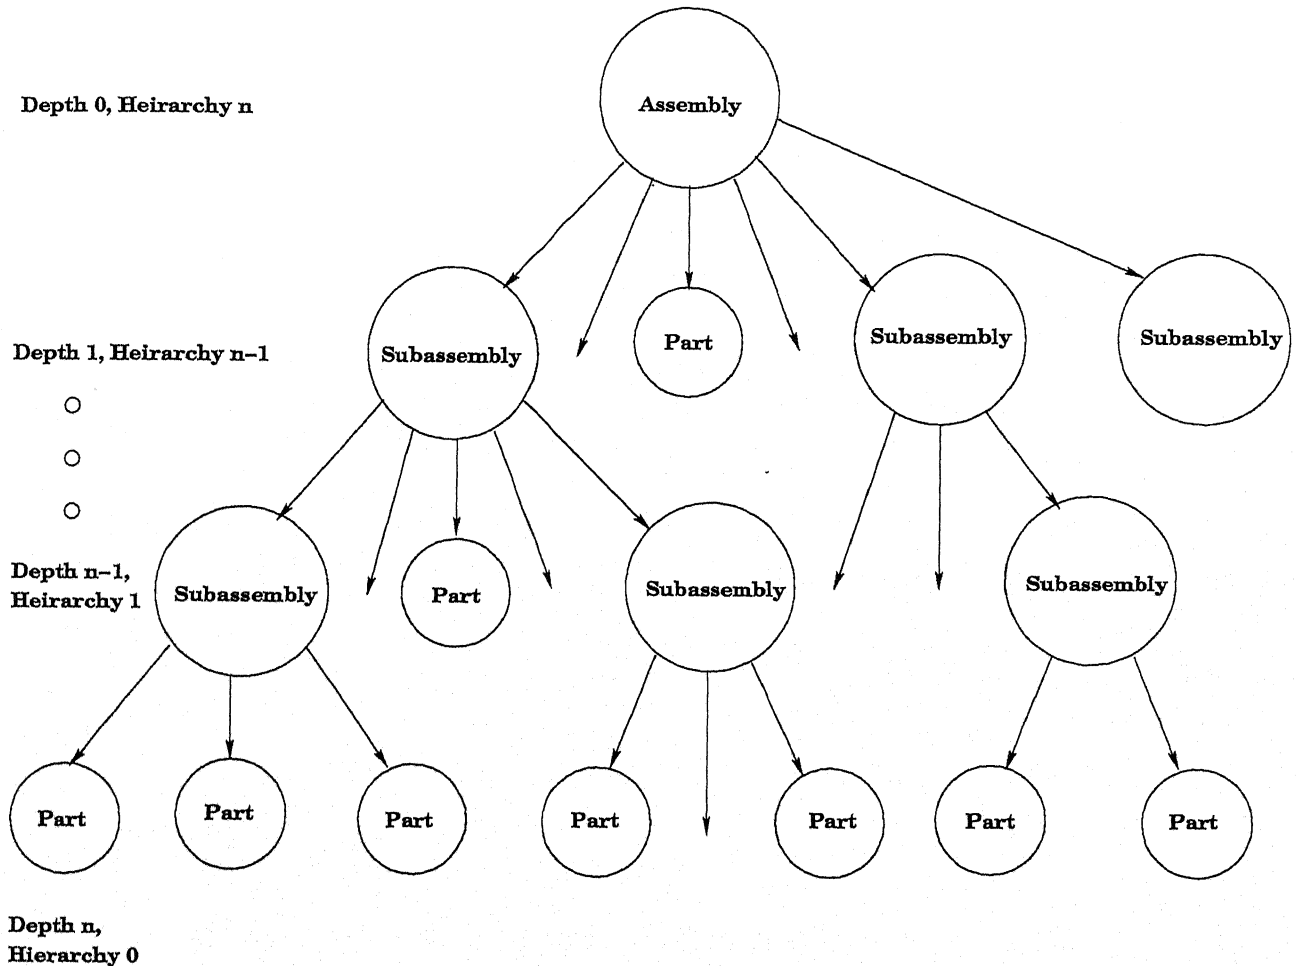 Assembly
Depth 0, Heirarchy n
Subassembly
Part
Subassembly
Subassembly
Depth 1, Heirarchy n-1
Depth n-1,
Heirarchy 1
Subassembly
Part
Subassembly
Subassembly
Part
Part
Part
Part
Part
Part
Part
Depth n,
Hierarchy 0